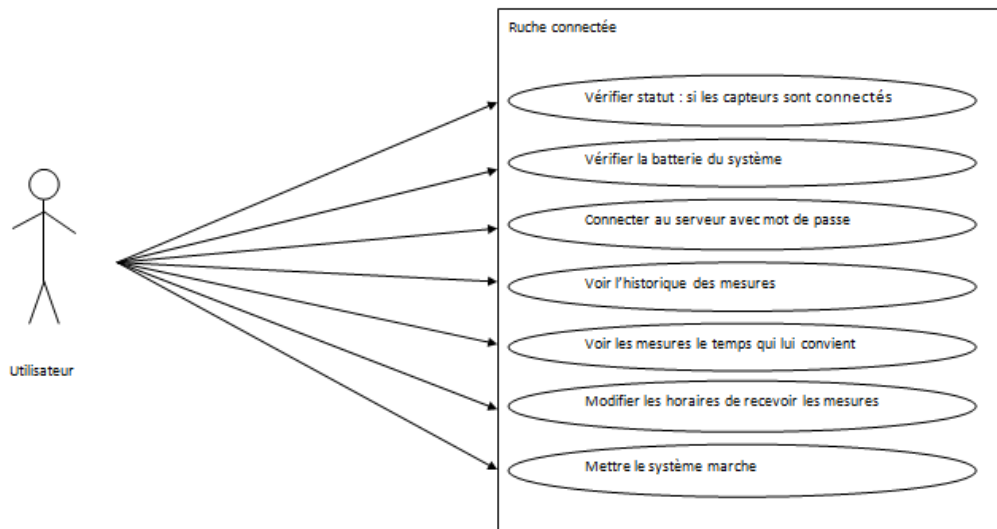 Ruche connectée
Vérifier statut : si les capteurs sont connectés
Vérifier la batterie du système
Connecter au serveur avec mot de passe
Voir l'historique des mesures
Voir les mesures le temps qui lui convient
Modifier les horaires de recevoir les mesures
Mettre le système marche
Utilisateur